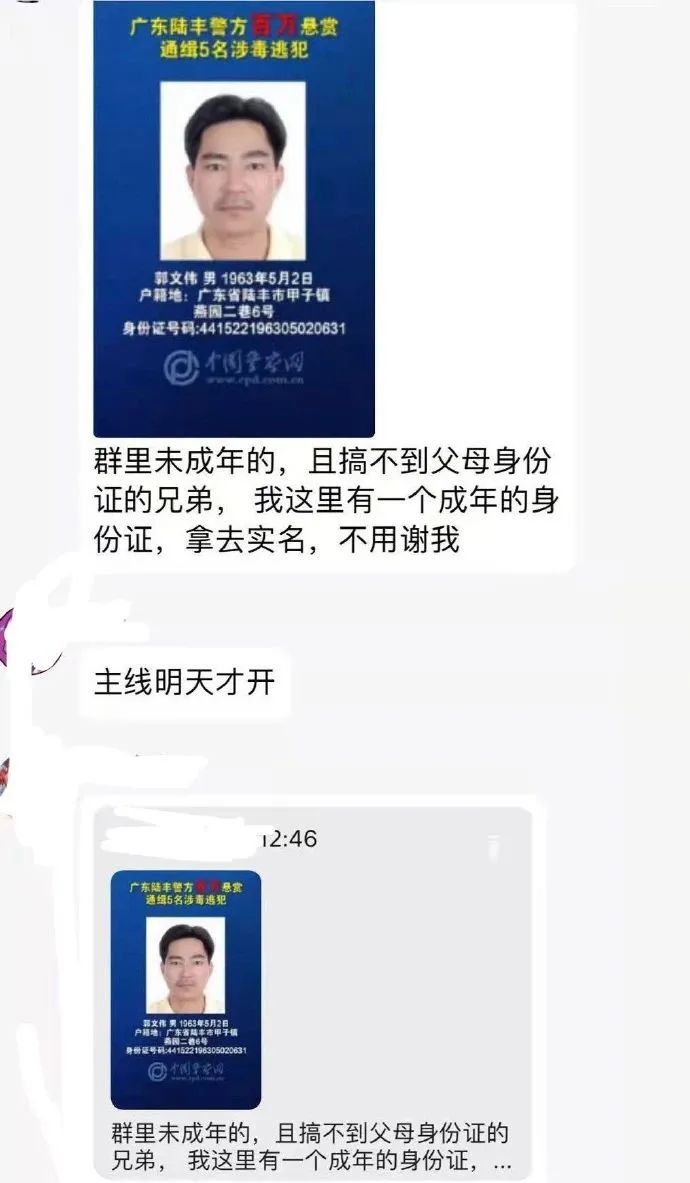 广东陆丰警方百万悬赏
通缉5名涉毒逃犯
郭文伟 男 1963年5月2日
户籍地：广东省陆丰市甲子镇
燕园二巷6号
身份证号码:441522196305020631
中国警察网
www.cpd.com.cn
群里未成年的，且搞不到父母身份
证的兄弟， 我这里有一个成年的身
份证，拿去实名，不用谢我
主线明天才开
12:46
广东陆丰警方百万悬赏
通缉5名涉毒逃犯
郭文伟 男 1963年5月2日
户籍地：广东省陆丰市甲子镇
燕园二巷6号
身份证号码:441522196305020631
中国警察网
www.cpd.com.cn
群里未成年的，且搞不到父母身份证的
兄弟， 我这里有一个成年的身份证，...